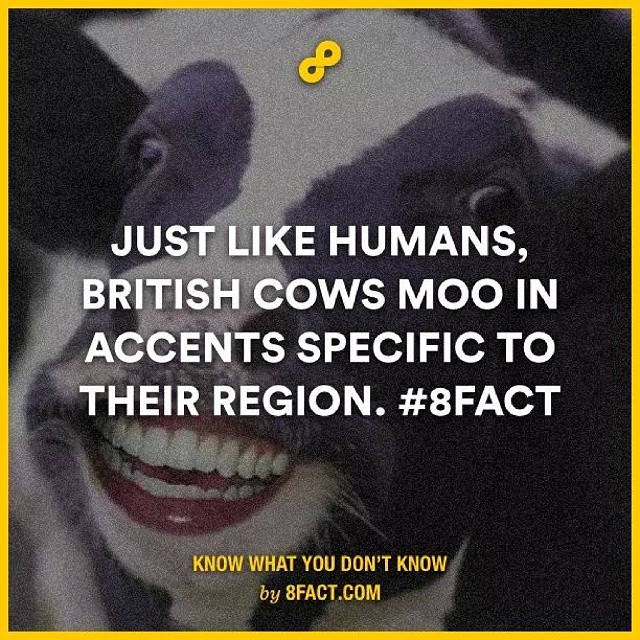 JUST LIKE HUMANS,
BRITISH COWS MOO IN
ACCENTS SPECIFIC TO
THEIR REGION. #8FACT
KNOW WHAT YOU DON'T KNOW
by 8FACT.COM